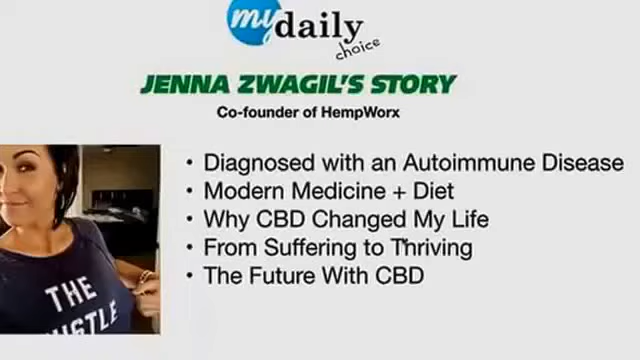 my daily
choice
JENNA ZWAGIL'S STORY
Co-founder of HempWorx
• Diagnosed with an Autoimmune Disease
• Modern Medicine + Diet
• Why CBD Changed My Life
• From Suffering to Thriving
• The Future With CBD
THE